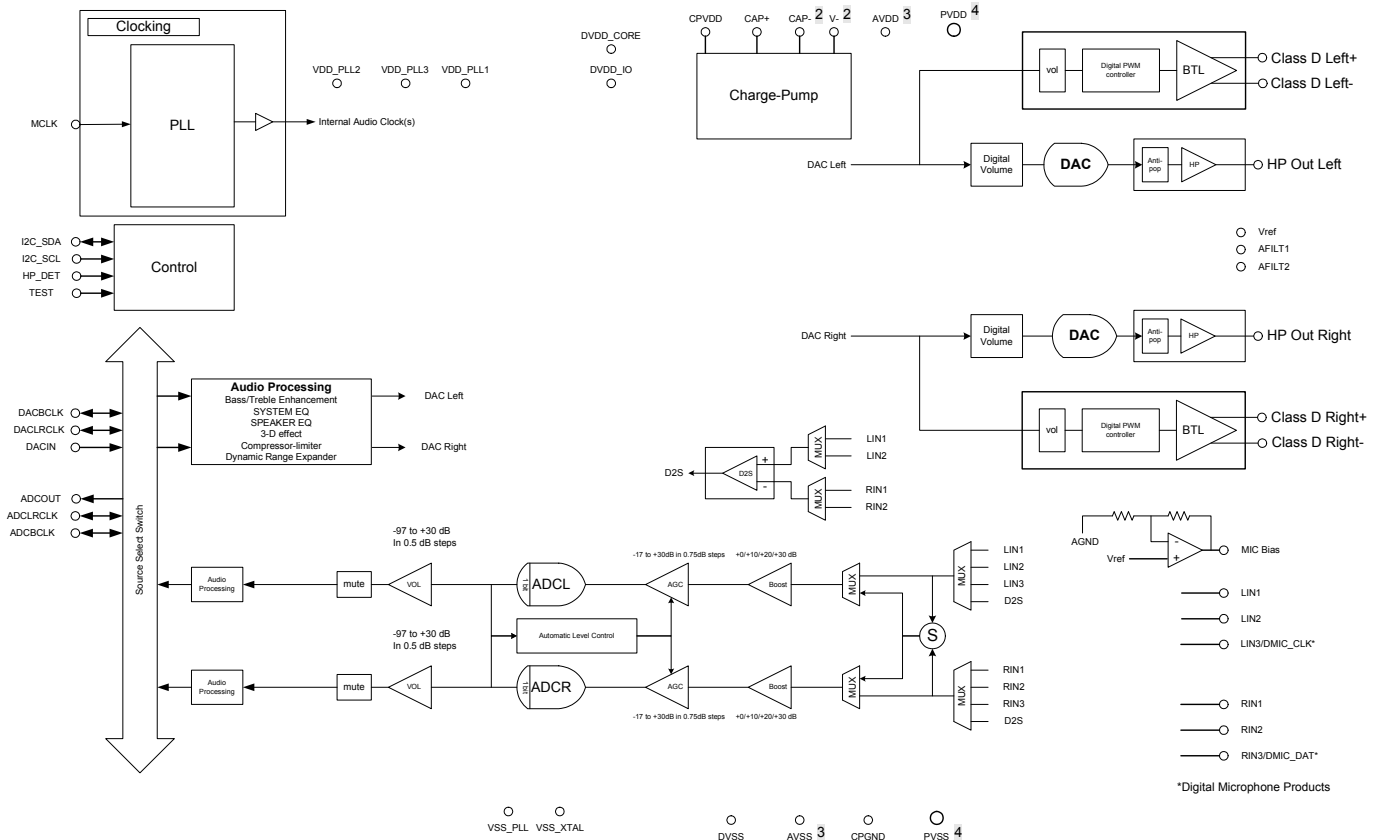 Clocking
PLL
MCLK
Internal Audio Clock(s)
VDD_PLL2
VDD_PLL3
VDD_PLL1
DVDD_CORE
DVDD_IO
CPVDD
CAP+
CAP- 2
V- 2
AVDD 3
PVDD 4
Charge-Pump
vol
Digital PWM
controller
BTL
Class D Left+
Class D Left-
DAC Left
Digital
Volume
DAC
Anti-
pop
HP
HP Out Left
I2C_SDA
I2C_SCL
HP_DET
TEST
Control
Vref
AFILT1
AFILT2
DAC Right
Digital
Volume
DAC
Anti-
pop
HP
HP Out Right
vol
Digital PWM
controller
BTL
Class D Right+
Class D Right-
Audio Processing
Bass/Treble Enhancement
SYSTEM EQ
SPEAKER EQ
3-D effect
Compressor-limiter
Dynamic Range Expander
DAC Left
DAC Right
DACBCLK
DACLRCLK
DACIN
ADCOUT
ADCLRCLK
ADCBCLK
Source Select Switch
D2S
D2S
+
-
MUX
LIN1
LIN2
MUX
RIN1
RIN2
AGND
Vref
-
+
MIC Bias
-97 to +30 dB
In 0.5 dB steps
-17 to +30dB in 0.75dB steps
+0/+10/+20/+30 dB
Audio
Processing
mute
VOL
1 bit
ADCL
AGC
Boost
MUX
MUX
LIN1
LIN2
LIN3
D2S
Automatic Level Control
S
-97 to +30 dB
In 0.5 dB steps
Audio
Processing
mute
VOL
1 bit
ADCR
AGC
Boost
MUX
MUX
RIN1
RIN2
RIN3
D2S
-17 to +30dB in 0.75dB steps
+0/+10/+20/+30 dB
LIN1
LIN2
LIN3/DMIC_CLK*
RIN1
RIN2
RIN3/DMIC_DAT*
*Digital Microphone Products
VSS_PLL
VSS_XTAL
DVSS
AVSS 3
CPGND
PVSS 4